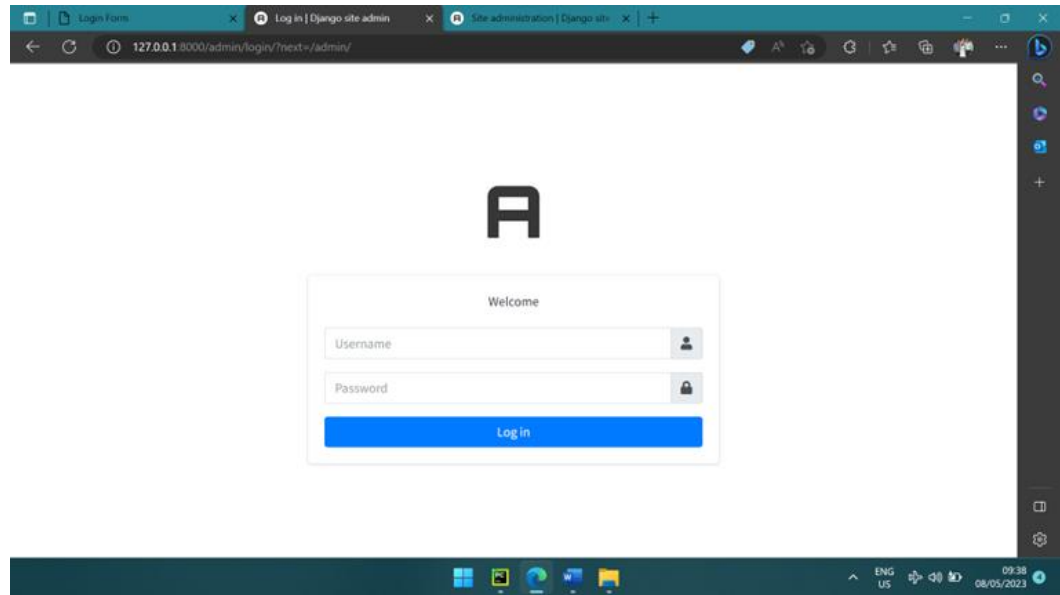 Login Form
Log in | Django site admin
Site administration | Django site
127.0.0.1:8000/admin/login/?next=/admin/
A
Welcome
Username
Password
Log in
ENG
US
09:38
08/05/2023